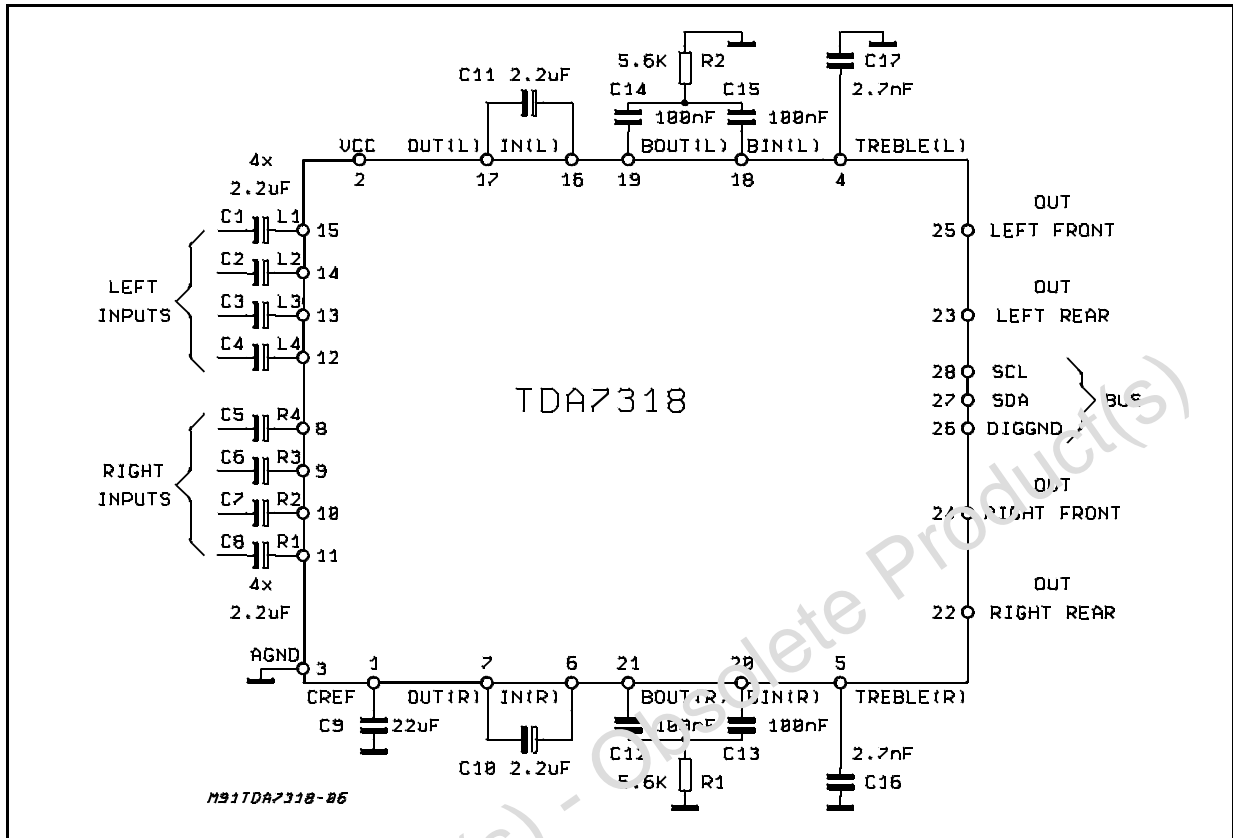 5.6K R2
C17
C11 2.2uF
C14 C15
2.7nF
100nF 100nF
VCC OUT(L) IN(L) BOUT(L) BIN(L) TREBLE(L)
2 17 16 19 18 4
4x
2.2uF
C1 L1 15
C2 L2 14
C3 L3 13
C4 L4 12
LEFT
INPUTS
C5 R4 8
C6 R3 9
C7 R2 10
C8 R1 11
RIGHT
INPUTS
4x
2.2uF
TDA7318
OUT
25 LEFT FRONT
OUT
23 LEFT REAR
28 SCL
27 SDA
26 DIGGND
BUS
OUT
24 RIGHT FRONT
OUT
22 RIGHT REAR
AGND 3
1 7 6 21 20 5
CREF OUT(R) IN(R) BOUT(R) BIN(R) TREBLE(R)
C9 22uF
100nF 100nF
C12 C13
C10 2.2uF
5.6K R1
2.7nF
C16
M91TDA7318-06
(s) - Obsolete Product(s)